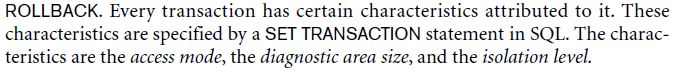 ROLLBACK. Every transaction has certain characteristics attributed to it. These
characteristics are specified by a SET TRANSACTION statement in SQL. The charac-
teristics are the access mode, the diagnostic area size, and the isolation level.